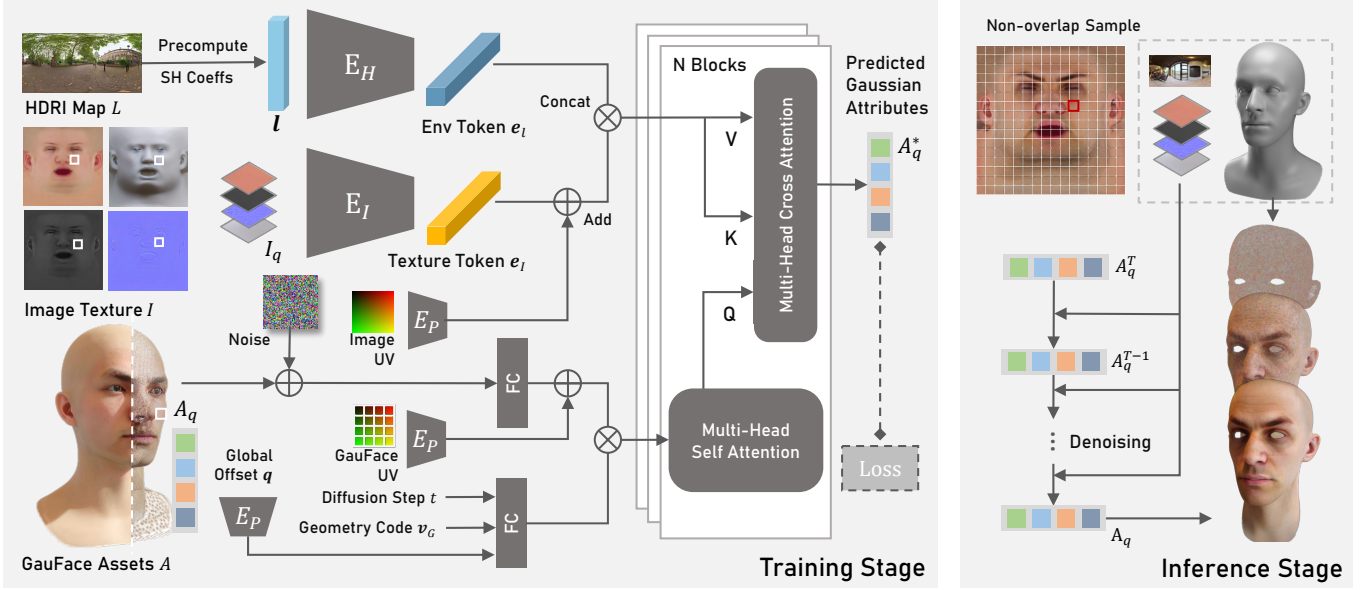 Precompute
SH Coeffs
HDRI Map L
l
E_H
Env Token e_l
Concat
I_q
E_I
Texture Token e_I
Add
Image Texture I
Noise
Image
UV
E_P
FC
A_q
GauFace
UV
E_P
Global
Offset q
E_P
Diffusion Step t
Geometry Code v_G
FC
GauFace Assets A
N Blocks
V
K
Q
Multi-Head Cross Attention
Multi-Head
Self Attention
Predicted
Gaussian
Attributes
A_q^*
Loss
Training Stage
Non-overlap Sample
A_q^T
A_q^{T-1}
Denoising
A_q
Inference Stage